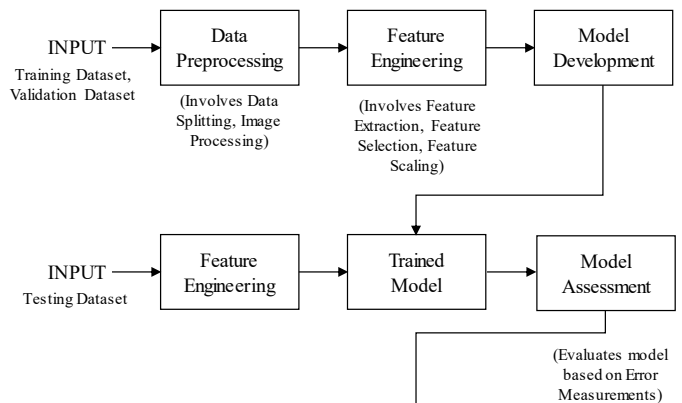 INPUT
Training Dataset,
Validation Dataset
Data
Preprocessing
(Involves Data
Splitting, Image
Processing)
Feature
Engineering
(Involves Feature
Extraction, Feature
Selection, Feature
Scaling)
Model
Development
INPUT
Testing Dataset
Feature
Engineering
Trained
Model
Model
Assessment
(Evaluates model
based on Error
Measurements)